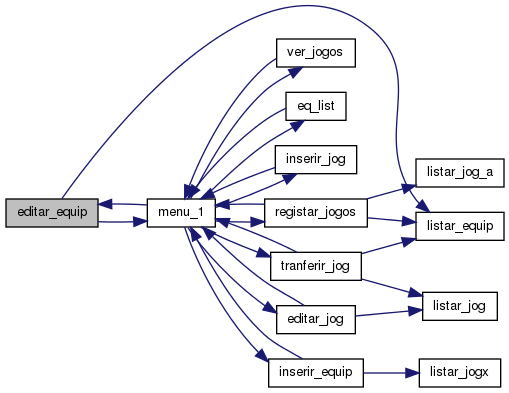 ver_jogos
eq_list
inserir_jog
listar_jog_a
editar_equip
menu_1
registar_jogos
listar_equip
tranferir_jog
listar_jog
editar_jog
inserir_equip
listar_jogx